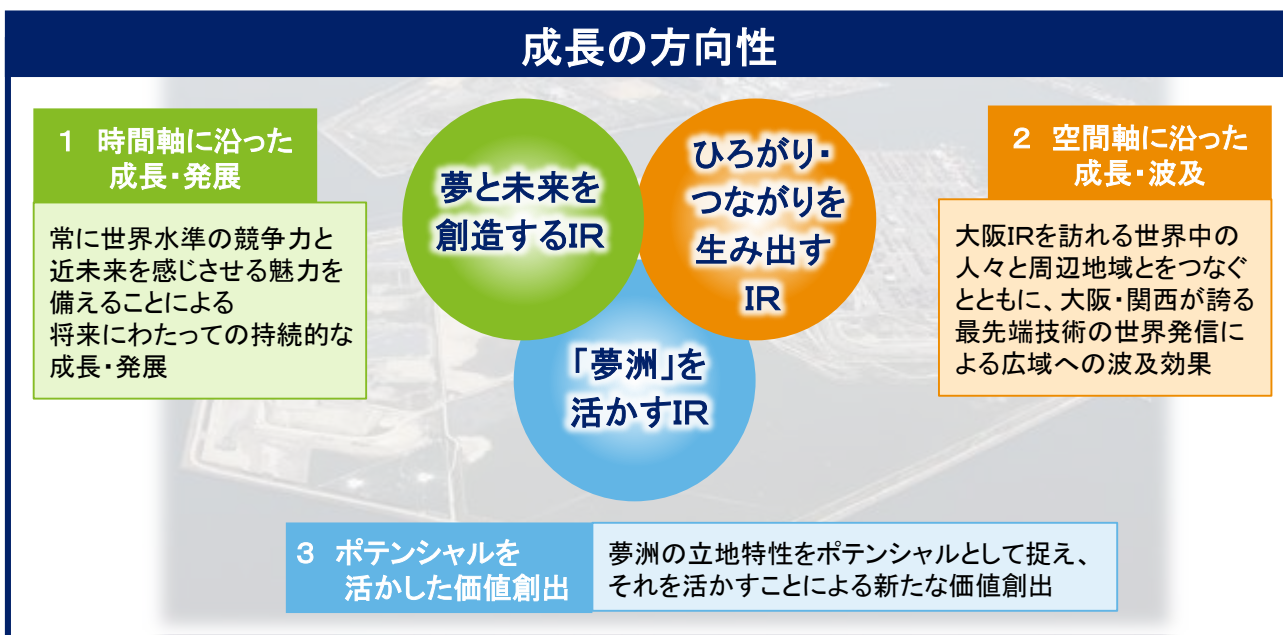 成長の方向性
１　時間軸に沿った
成長・発展
常に世界水準の競争力と
近未来を感じさせる魅力を
備えることによる
将来にわたっての持続的な
成長・発展
夢と未来を
創造するIR
ひろがり・
つながりを
生み出す
IR
「夢洲」を
活かすIR
２　空間軸に沿った
成長・波及
大阪IRを訪れる世界中の
人々と周辺地域とをつなぐ
とともに、大阪・関西が誇る
最先端技術の世界発信に
よる広域への波及効果
３　ポテンシャルを
活かした価値創出
夢洲の立地特性をポテンシャルとして捉え、
それを活かすことによる新たな価値創出